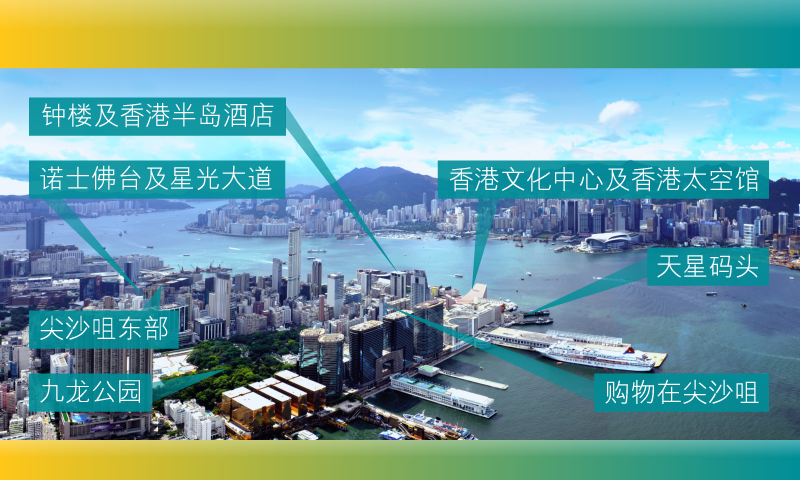 钟楼及香港半岛酒店
诺士佛台及星光大道
香港文化中心及香港太空馆
天星码头
尖沙咀东部
九龙公园
购物在尖沙咀